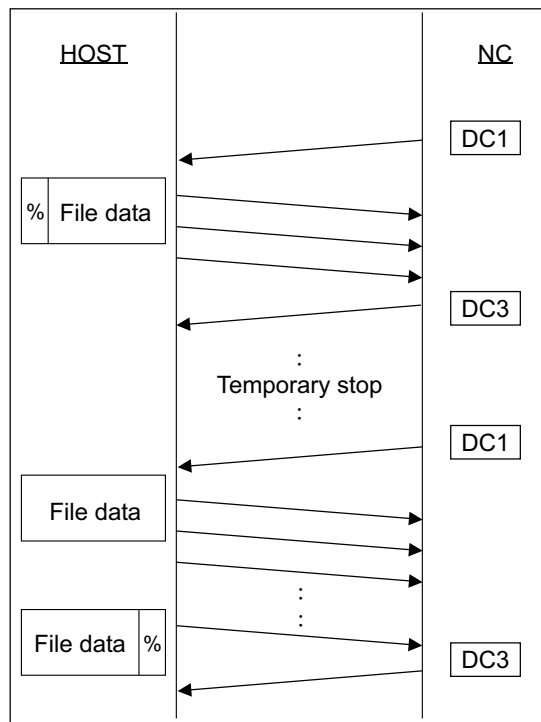 HOST
NC
DC1
% File data
DC3
:
Temporary stop
:
DC1
File data
:
:
File data %
DC3